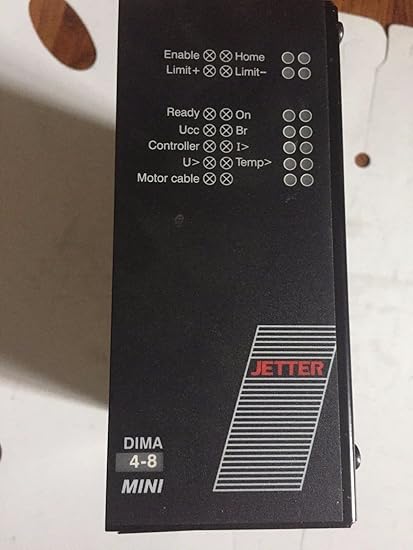 Enable ⊗ ⊗ Home
Limit+ ⊗ ⊗ Limit−
Ready ⊗ ⊗ On
Ucc ⊗ ⊗ Br
Controller ⊗ ⊗ I>
U> ⊗ ⊗ Temp>
Motor cable ⊗ ⊗
JETTER
DIMA
4-8
MINI